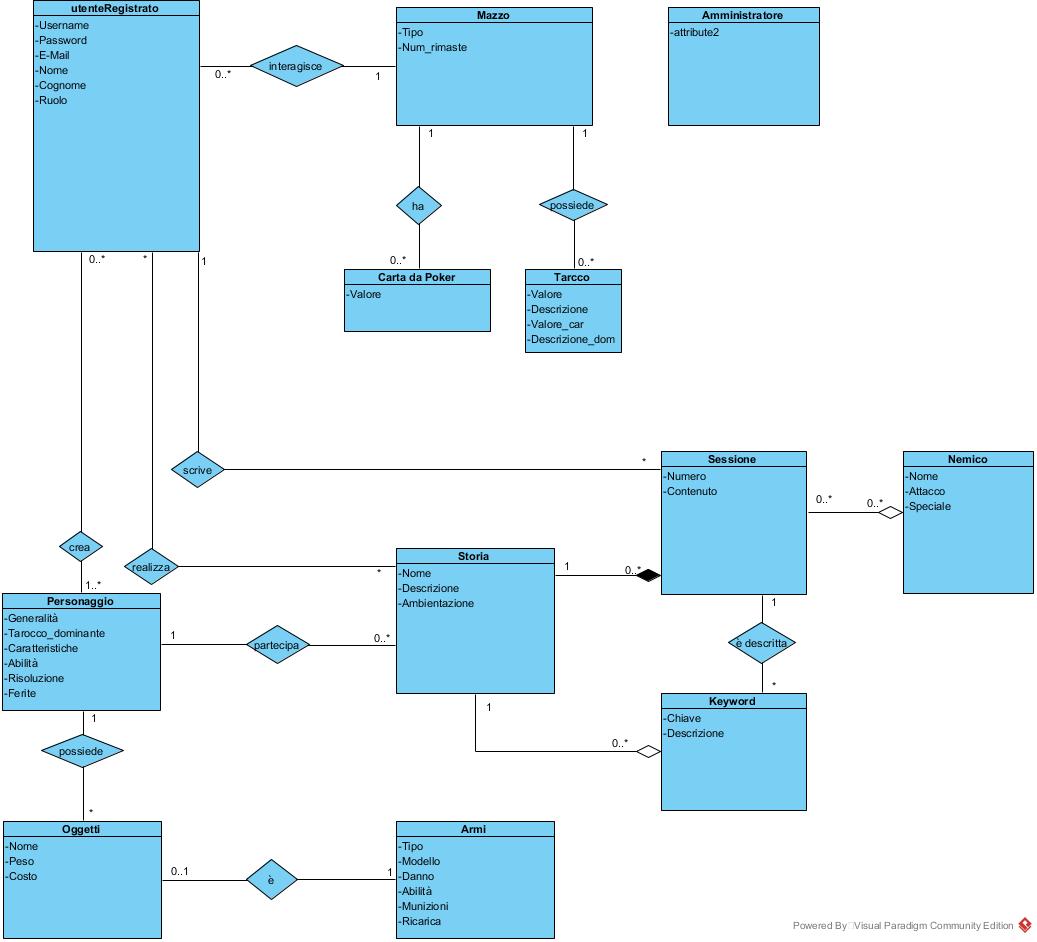 utenteRegistrato
-Username
-Password
-E-Mail
-Nome
-Cognome
-Ruolo
0..*
interagisce
1
Mazzo
-Tipo
-Num_rimaste
Amministratore
-attribute2
1
1
ha
possiede
0..*
0..*
Carta da Poker
-Valore
Tarcco
-Valore
-Descrizione
-Valore_car
-Descrizione_dom
0..*
*
1
scrive
*
Sessione
-Numero
-Contenuto
0..*
0..*
Nemico
-Nome
-Attacco
-Speciale
crea
1..*
realizza
*
Storia
-Nome
-Descrizione
-Ambientazione
1
0..*
Personaggio
-Generalità
-Tarocco_dominante
-Caratteristiche
-Abilità
-Risoluzione
-Ferite
1
partecipa
0..*
1
è descritta
*
Keyword
-Chiave
-Descrizione
1
0..*
1
possiede
*
Oggetti
-Nome
-Peso
-Costo
0..1
è
1
Armi
-Tipo
-Modello
-Danno
-Abilità
-Munizioni
-Ricarica
Powered By Visual Paradigm Community Edition